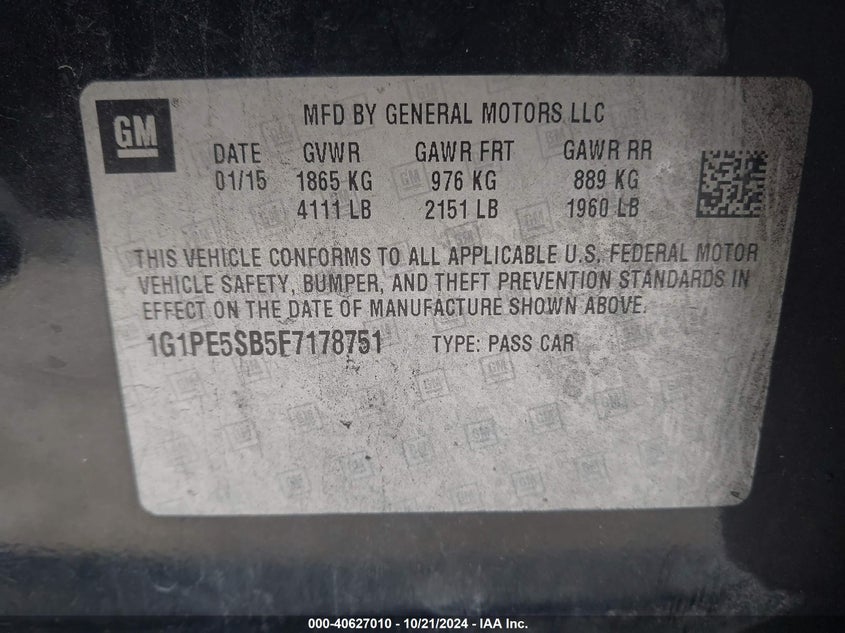 GM
MFD BY GENERAL MOTORS LLC
DATE GVWR GAWR FRT GAWR RR
01/15 1865 KG 976 KG 889 KG
4111 LB 2151 LB 1960 LB
THIS VEHICLE CONFORMS TO ALL APPLICABLE U.S. FEDERAL MOTOR
VEHICLE SAFETY, BUMPER, AND THEFT PREVENTION STANDARDS IN
EFFECT ON THE DATE OF MANUFACTURE SHOWN ABOVE.
1G1PE5SB5F7178751 TYPE: PASS CAR
000-40627010 - 10/21/2024 - IAA Inc.